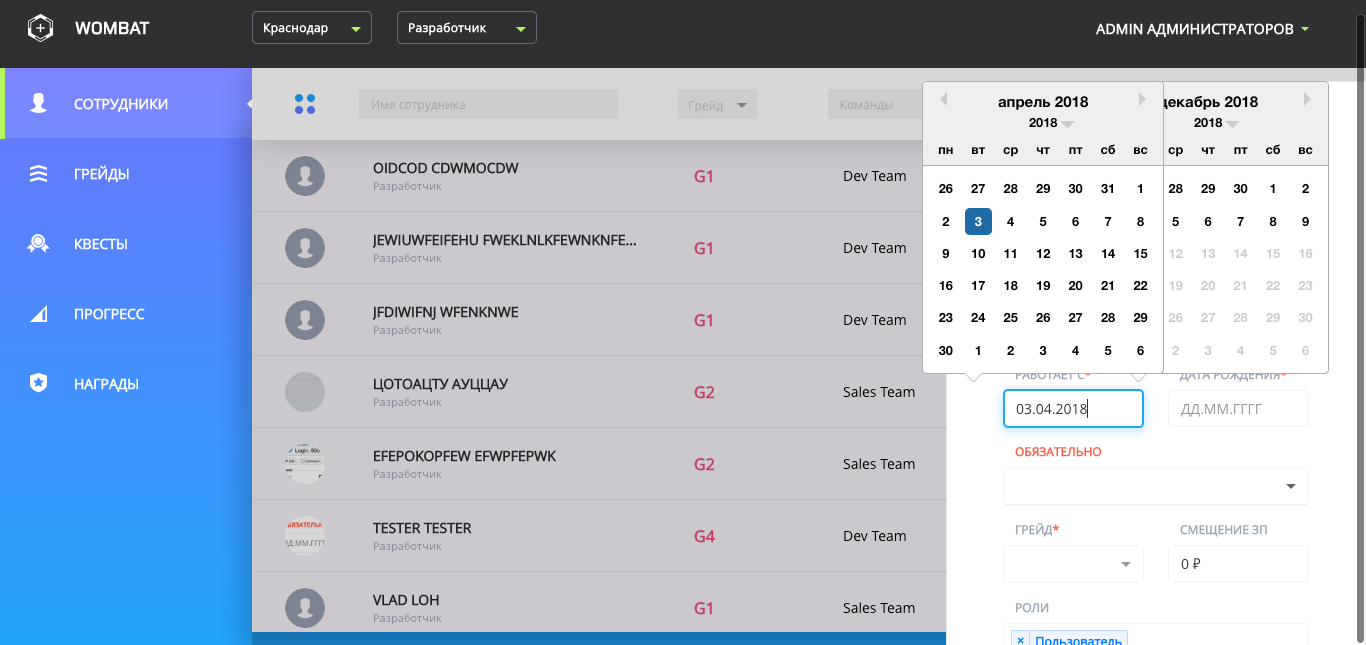 WOMBAT
Краснодар
Разработчик
ADMIN АДМИНИСТРАТОРОВ
СОТРУДНИКИ
ГРЕЙДЫ
КВЕСТЫ
ПРОГРЕСС
НАГРАДЫ
Имя сотрудника
Грейд
Команды
OIDCOD CDWMOCDW
Разработчик
G1
Dev Team
JEWIUWFEIFEHU FWEKLNLKFEWNKNFE...
Разработчик
G1
Dev Team
JFDIWIFNJ WFENKNWE
Разработчик
G1
Dev Team
ЦОТОАЦТУ АУЦЦАУ
Разработчик
G2
Sales Team
EFEPOKOPFEW EFWPFEPWK
Разработчик
G2
Sales Team
TESTER TESTER
Разработчик
G4
Dev Team
VLAD LOH
Разработчик
G1
Sales Team
апрель 2018
2018
пн вт ср чт пт сб вс
26 27 28 29 30 31 1
2 3 4 5 6 7 8
9 10 11 12 13 14 15
16 17 18 19 20 21 22
23 24 25 26 27 28 29
30 1 2 3 4 5 6
декабрь 2018
2018
ср чт пт сб вс
28 29 30 1 2
5 6 7 8 9
12 13 14 15 16
19 20 21 22 23
26 27 28 29 30
2 3 4 5 6
РАБОТАЕТ С*
ДАТА РОЖДЕНИЯ*
03.04.2018
ДД.ММ.ГГГГ
ОБЯЗАТЕЛЬНО
ГРЕЙД*
СМЕЩЕНИЕ ЗП
0 ₽
РОЛИ
× Пользователь